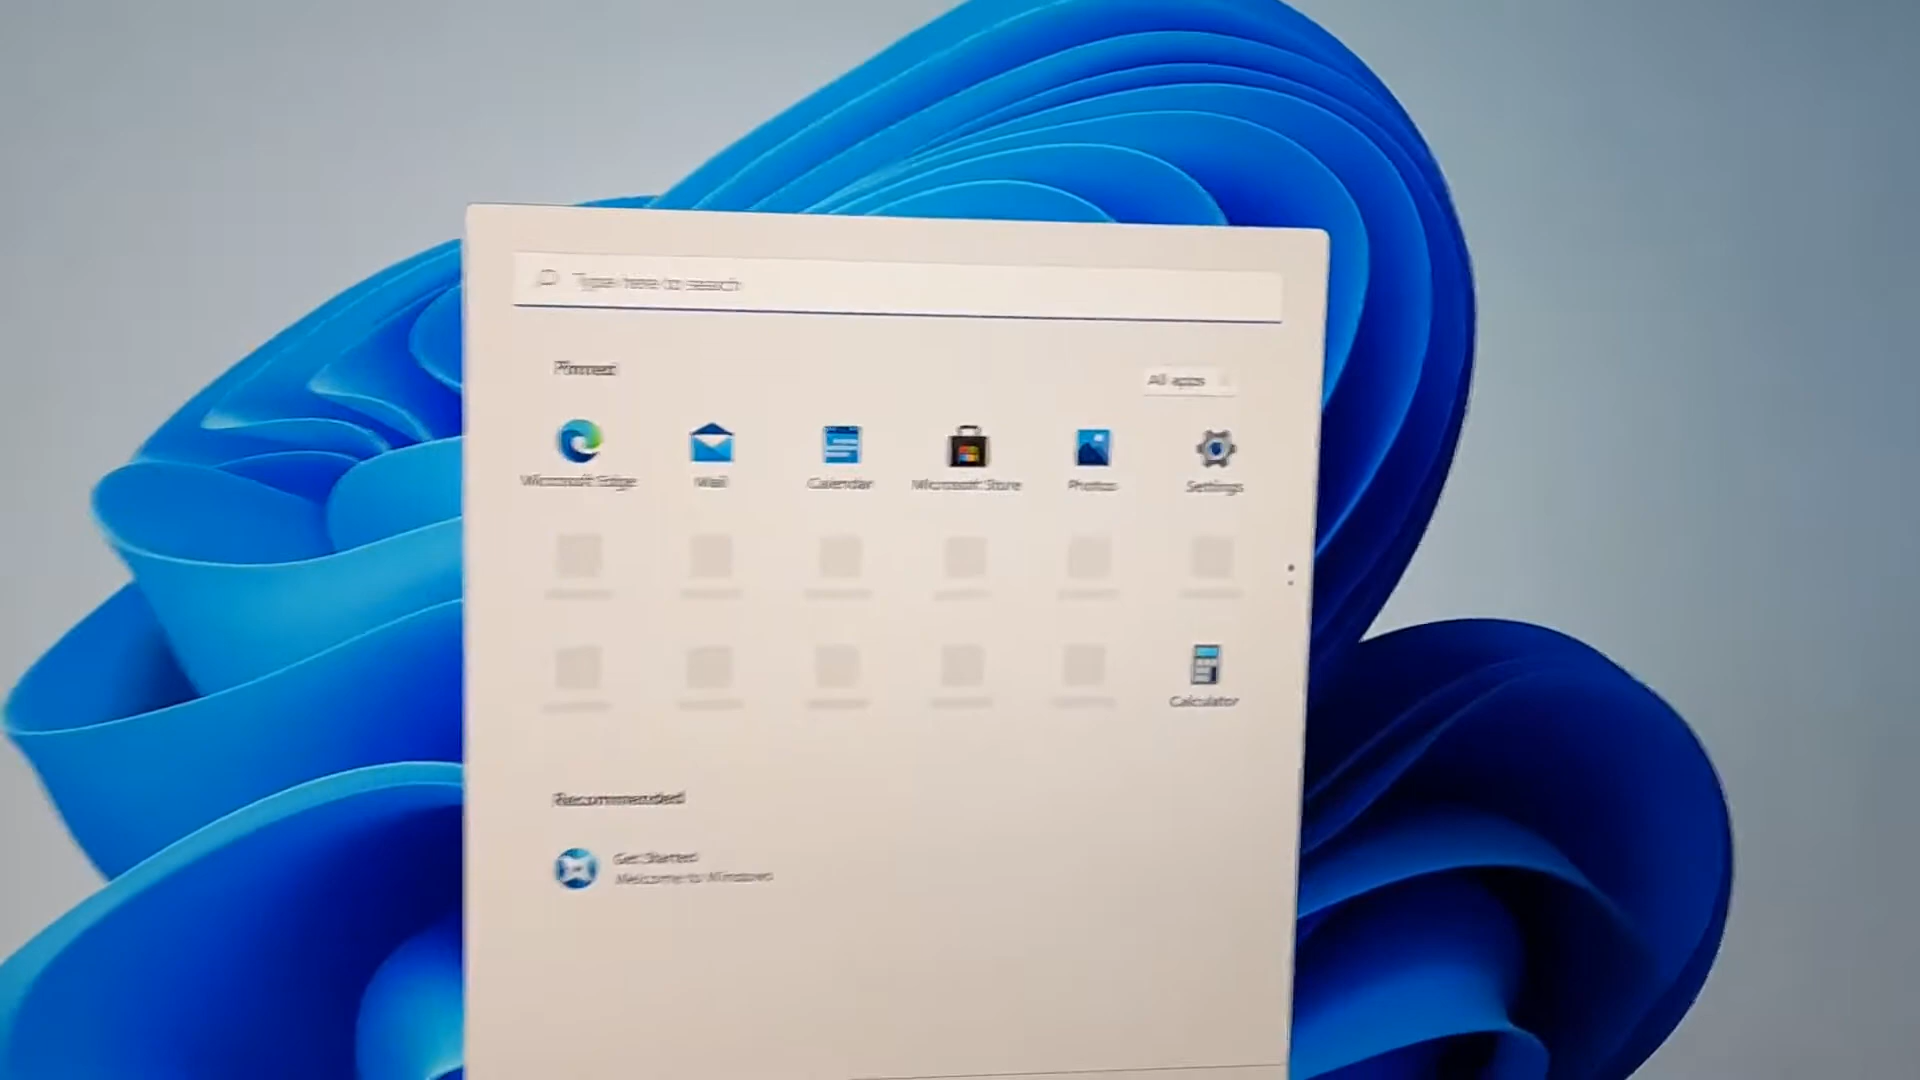 Type here to search
Pinned
All apps
Microsoft Edge
Mail
Calendar
Microsoft Store
Photos
Settings
Calculator
Recommended
Get Started
Welcome to Windows